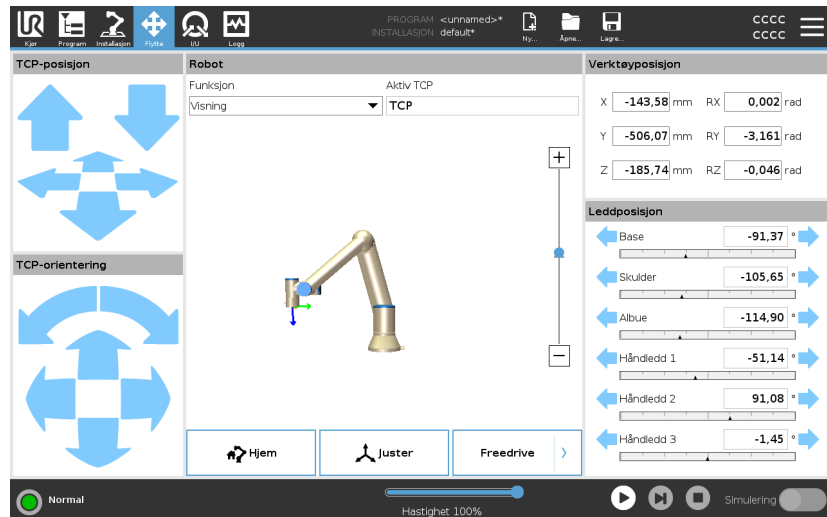 UR
PROGRAM <unnamed>*
INSTALLASJON default*
CCCC
CCCC
Kjør Program Installasjon Flytte I/U Logg Ny... Åpne... Lagre...
TCP-posisjon
Robot
Funksjon Aktiv TCP
Visning TCP
Verktøyposisjon
X -143,58 mm RX 0,002 rad
Y -506,07 mm RY -3,161 rad
Z -185,74 mm RZ -0,046 rad
Leddposisjon
Base -91,37 °
Skulder -105,65 °
Albue -114,90 °
Håndledd 1 -51,14 °
Håndledd 2 91,08 °
Håndledd 3 -1,45 °
TCP-orientering
Hjem Juster Freedrive
Normal
Hastighet 100%
Simulering